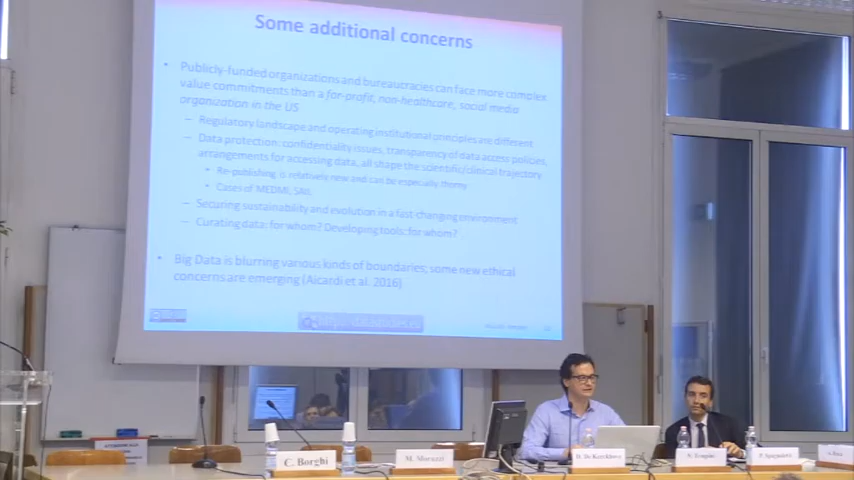 Some additional concerns
• Publicly-funded organizations and bureaucracies can face more complex
value commitments than a for-profit, non-healthcare, social media
organization in the US
– Regulatory landscape and operating institutional principles are different
– Data protection: confidentiality issues, transparency of data access policies,
arrangements for accessing data, all shape the scientific/clinical trajectory
• Re-publishing is relatively new and can be especially thorny
• Cases of MEDMI, SAIL
– Securing sustainability and evolution in a fast changing environment
– Curating data: for whom? Developing tools: for whom?
• Big Data is blurring various kinds of boundaries; some new ethical
concerns are emerging (Aicardi et al. 2016)
C. Borghi
M. Morazzi
D. De Kerckhove